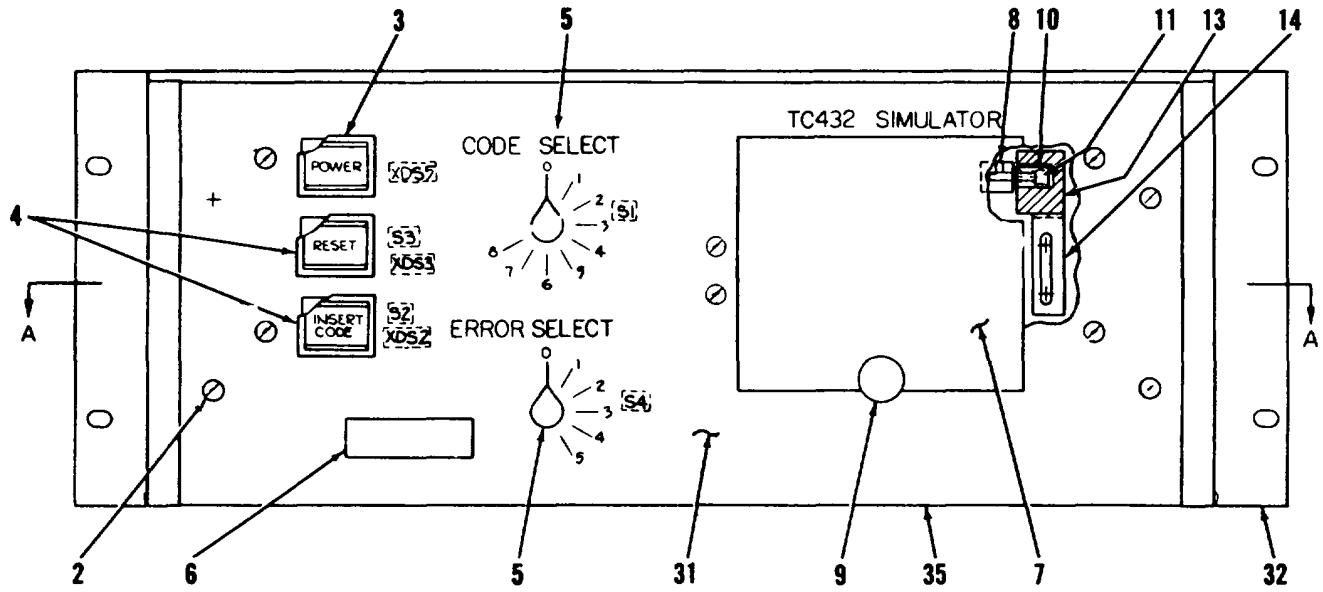 3 5 8 10 11 13 14
TC432 SIMULATOR
CODE SELECT
POWER XDS5
0 1 2 3 4 9 6 7 8
S1
4
RESET S3
XDS3
INSERT CODE S2
XDS2
A A
ERROR SELECT
0 1 2 3 4 5
S4
2 6 5 31 9 35 7 32